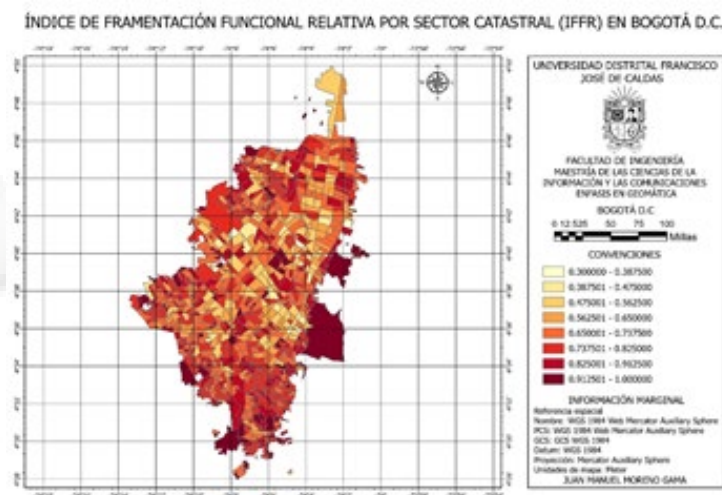 ÍNDICE DE FRAMENTACIÓN FUNCIONAL RELATIVA POR SECTOR CATASTRAL (IFFR) EN BOGOTÁ D.C.
UNIVERSIDAD DISTRITAL FRANCISCO
JOSÉ DE CALDAS
FACULTAD DE INGENIERÍA
MAESTRÍA DE LAS CIENCIAS DE LA
INFORMACIÓN Y LAS COMUNICACIONES
ENFASIS EN GEOMÁTICA
BOGOTÁ D.C
0 12.525 50 75 100
Millas
CONVENCIONES
0.300000 - 0.387500
0.387501 - 0.475000
0.475001 - 0.562500
0.562501 - 0.650000
0.650001 - 0.737500
0.737501 - 0.825000
0.825001 - 0.912500
0.912501 - 1.000000
INFORMACIÓN MARGINAL
Referencia espacial
Nombre: WGS 1984 Web Mercator Auxiliary Sphere
PCS: WGS 1984 Web Mercator Auxiliary Sphere
GCS: GCS WGS 1984
Datum: WGS 1984
Proyección: Mercator Auxiliary Sphere
Unidades de mapa: Meter
JUAN MANUEL MORENO GAMA